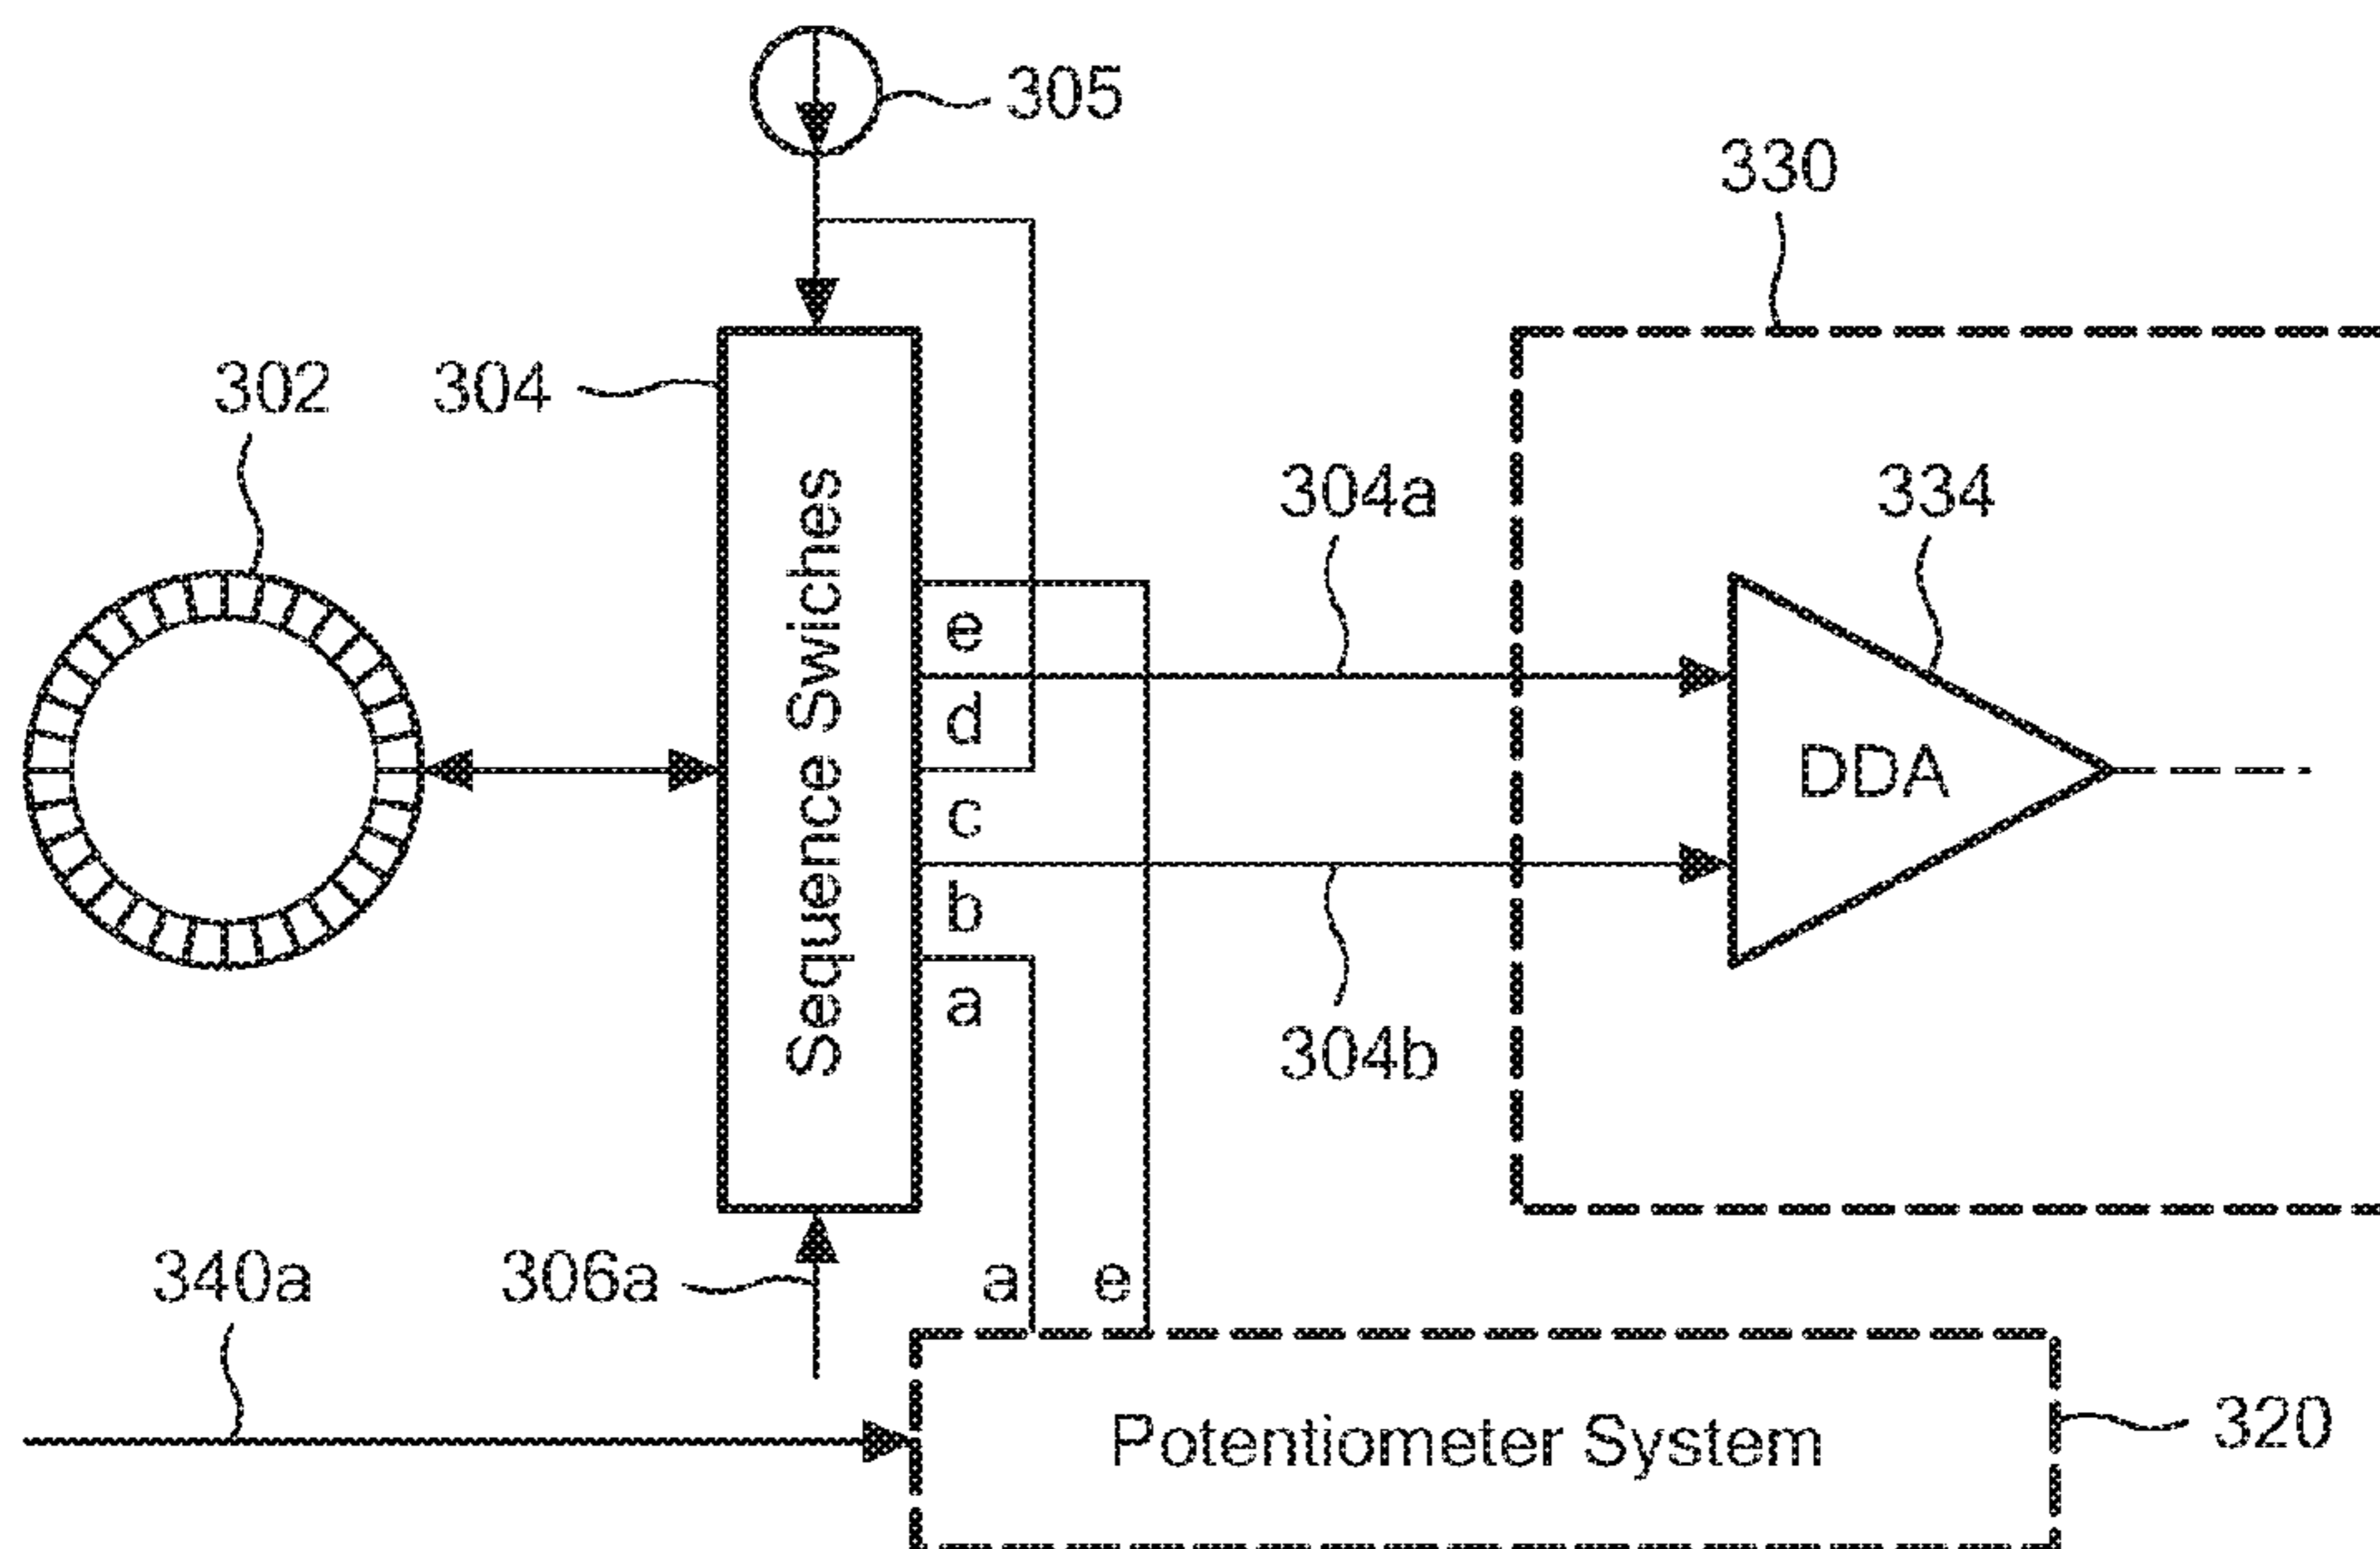 305
330
302
304
304a
334
Sequence Swiches
e
d
DDA
c
b
a
304b
340a
306a
a
e
Potentiometer System
320